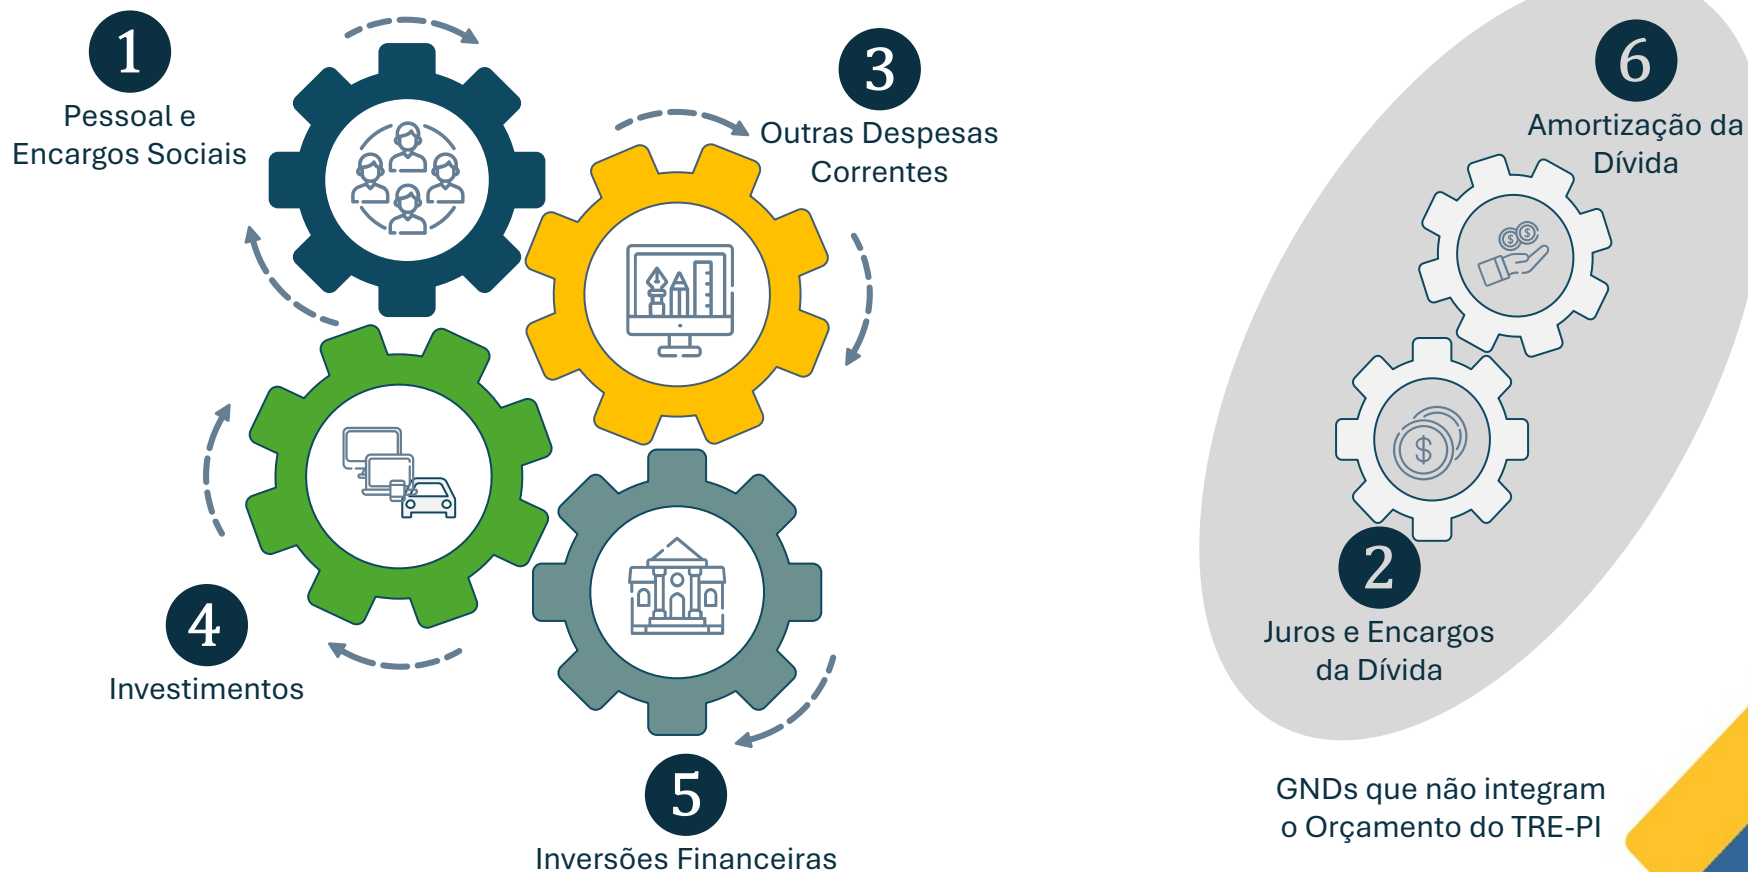 1
Pessoal e
Encargos Sociais
3
Outras Despesas
Correntes
4
Investimentos
5
Inversões Financeiras
6
Amortização da
Dívida
$ $
$
2
Juros e Encargos
da Dívida
GNDs que não integram
o Orçamento do TRE-PI